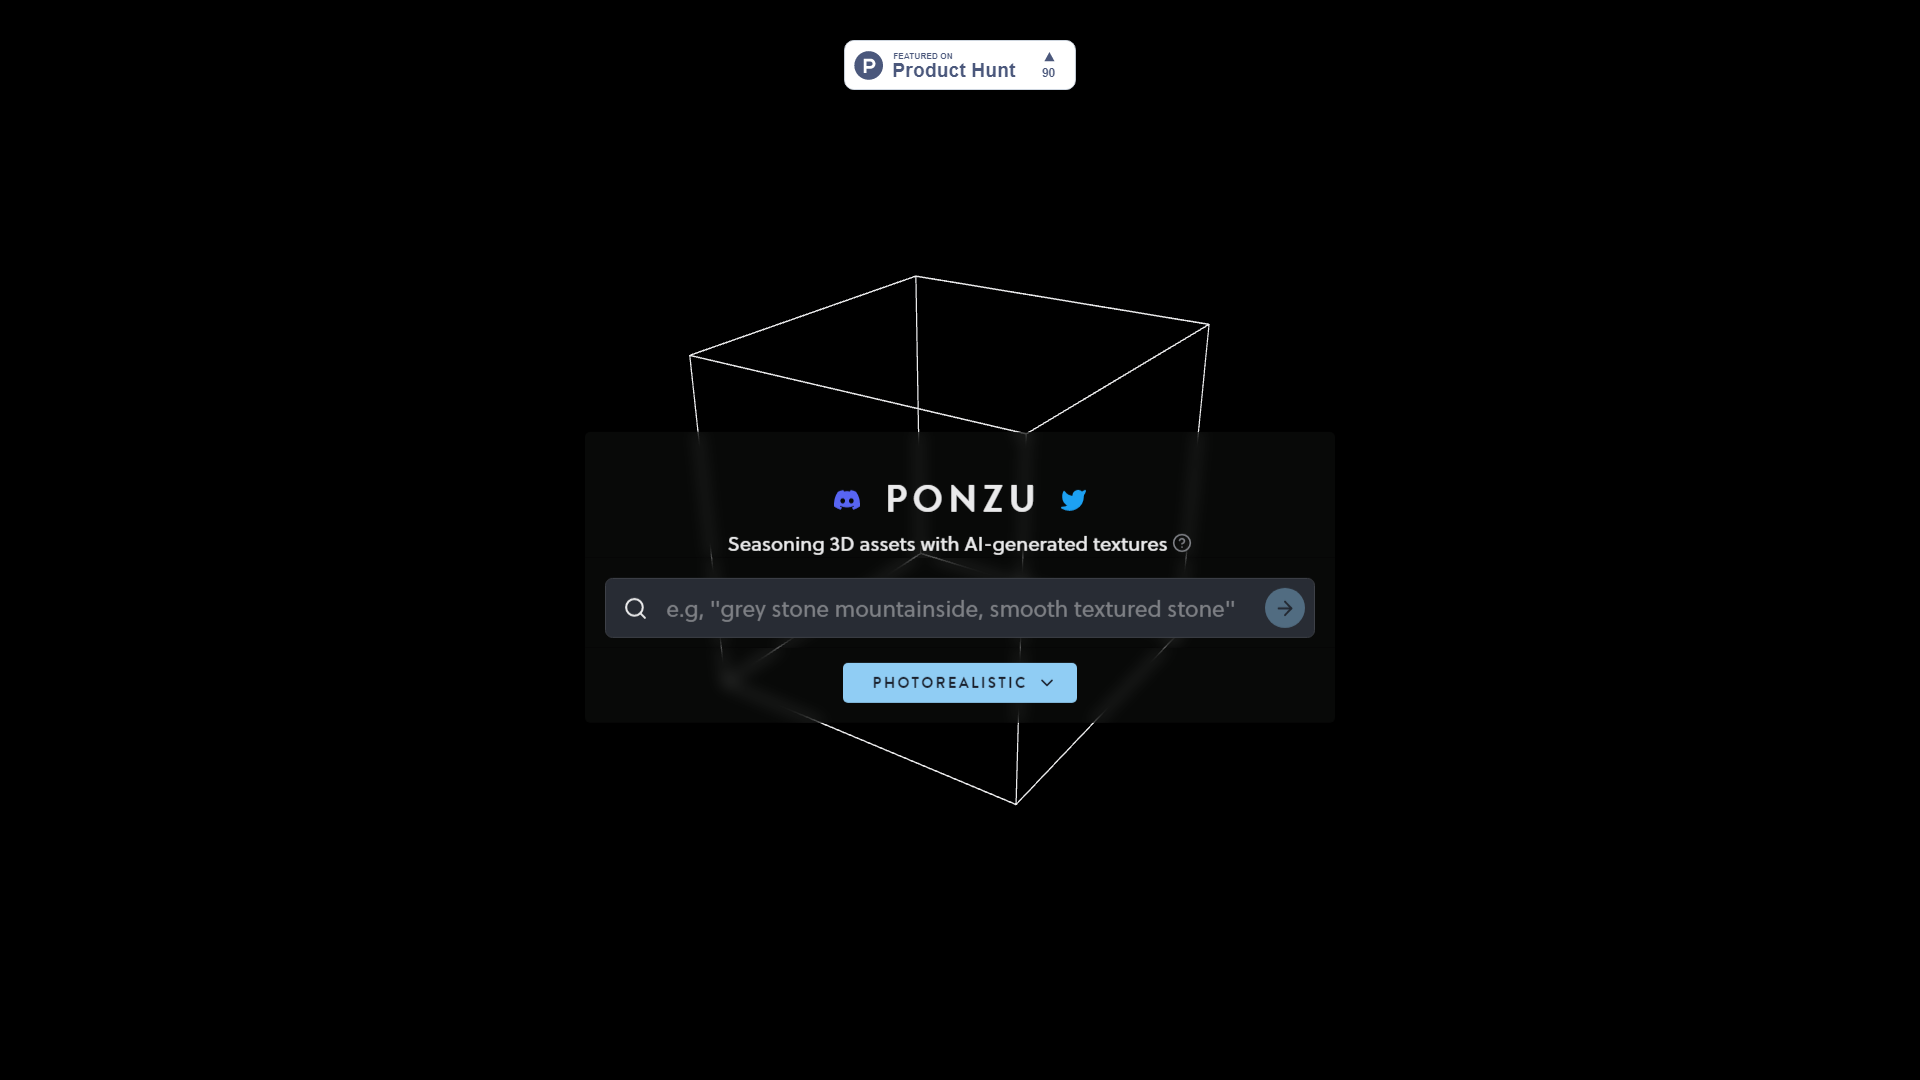 FEATURED ON
Product Hunt
90
PONZU
Seasoning 3D assets with AI-generated textures
e.g, "grey stone mountainside, smooth textured stone"
PHOTOREALISTIC